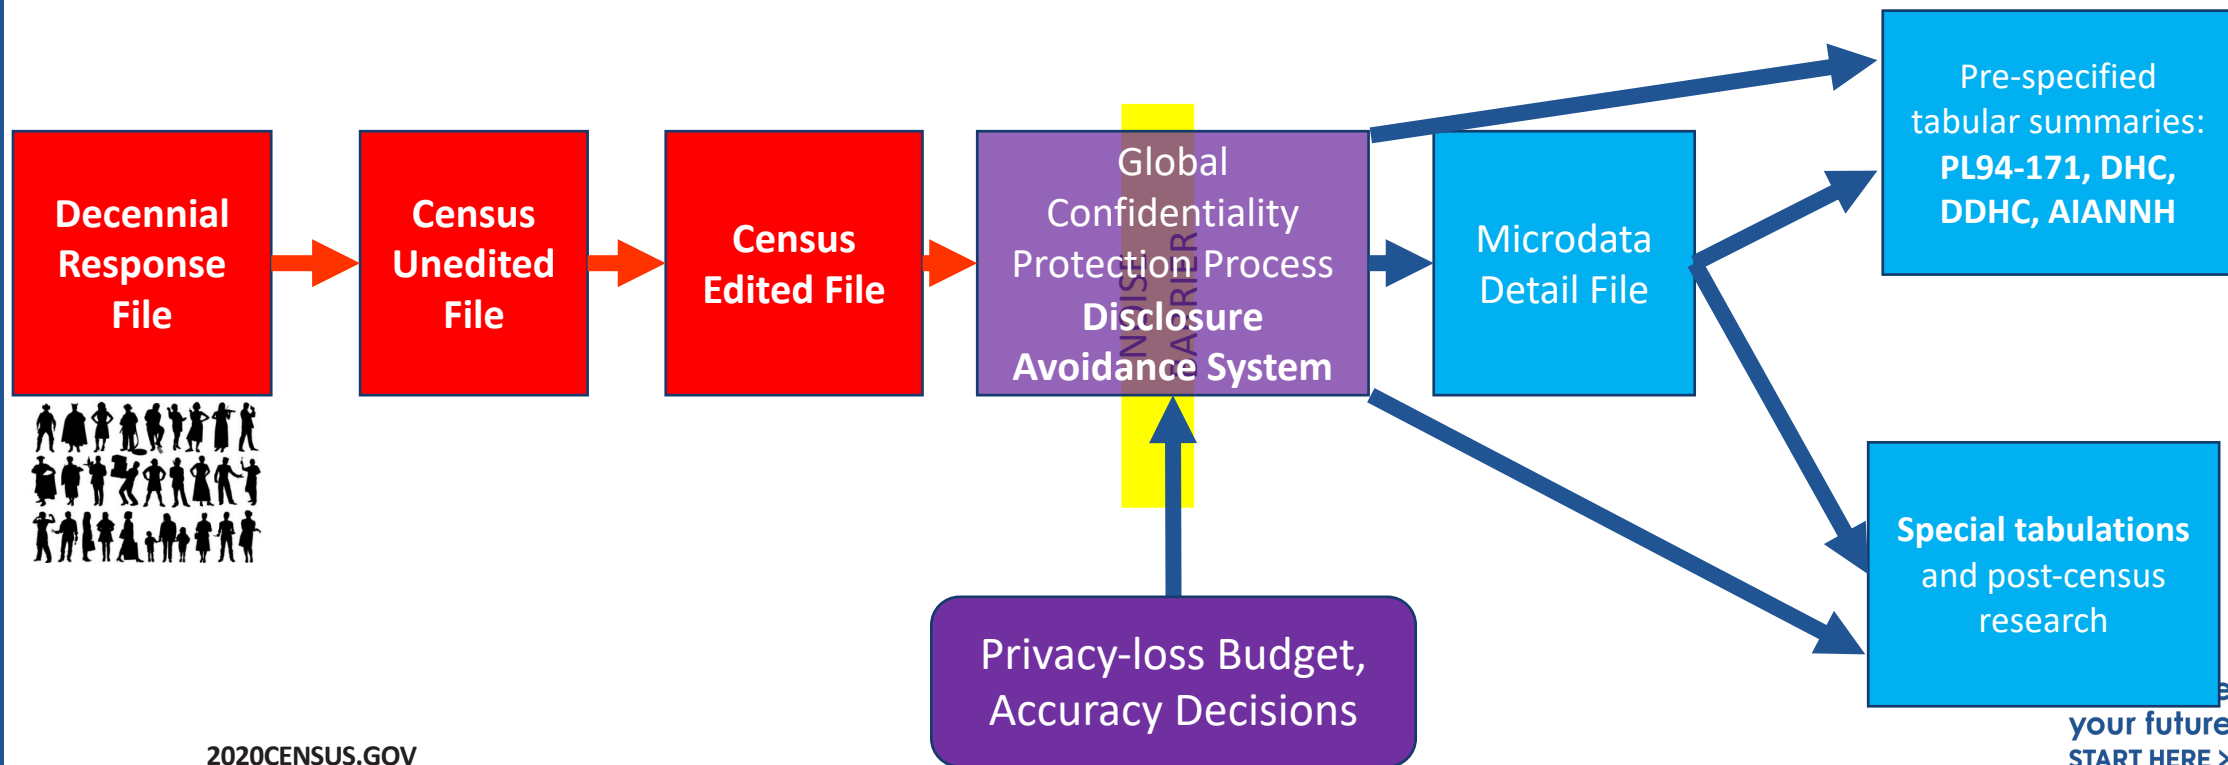 Decennial
Response
File
Census
Unedited
File
Census
Edited File
Global
Confidentiality
Protection Process
Disclosure
Avoidance System
NOISE
BARRIER
Microdata
Detail File
Pre-specified
tabular summaries:
PL94-171, DHC,
DDHC, AIANNH
Special tabulations
and post-census
research
Privacy-loss Budget,
Accuracy Decisions
2020CENSUS.GOV
your future
START HERE >